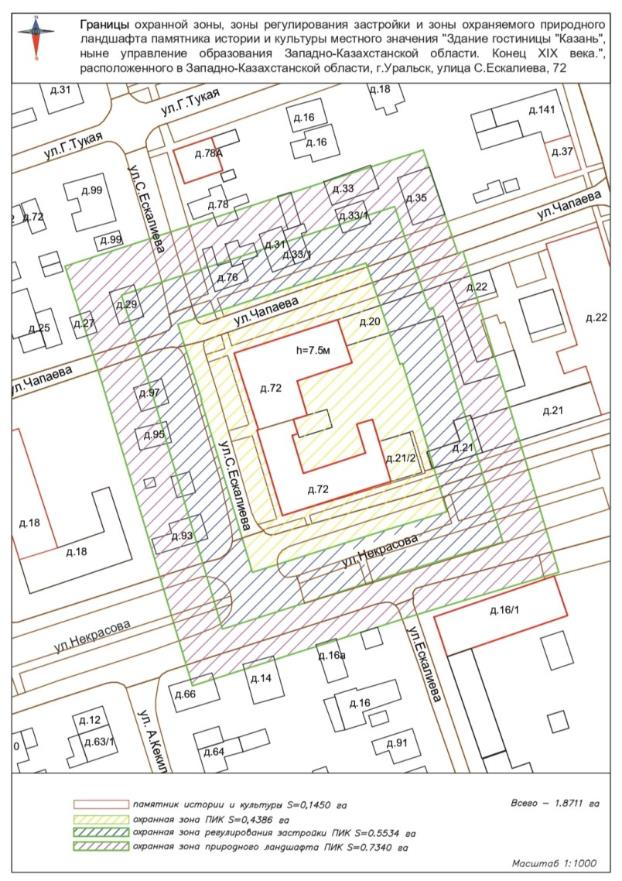 Границы охранной зоны, зоны регулирования застройки и зоны охраняемого природного
ландшафта памятника истории и культуры местного значения "Здание гостиницы "Казань",
ныне управление образования Западно-Казахстанской области. Конец XIX века.",
расположенного в Западно-Казахстанской области, г.Уральск, улица С.Ескалиева, 72
д.31
ул.Г.Тукая
д.18
д.16
д.141
ул.Г.Тукая
д.16
д.78А
д.37
ул.С.Ескалиева
д.99
д.33
д.35
д.72
д.78
д.33/1
ул.Чапаева
д.99
д.31
д.33/1
д.76
д.22
д.29
ул.Чапаева
д.20
д.22
д.25
д.27
h=7.5м
ул.Чапаева
д.72
д.97
д.21
д.95
д.21
д.21/2
ул.С.Ескалиева
д.72
д.18
д.93
д.18
ул.Некрасова
д.16/1
ул.Некрасова
д.16а
ул.Ескалиева
д.14
д.66
д.16
д.12
ул. А.Кекил
0
д.63/1
д.64
д.91
памятник истории и культуры S=0,1450 га
Всего – 1.8711 га
охранная зона ПИК S=0,4386 га
охранная зона регулирования застройки ПИК S=0.5534 га
охранная зона природного ландшафта ПИК S=0.7340 га
Масштаб 1:1000